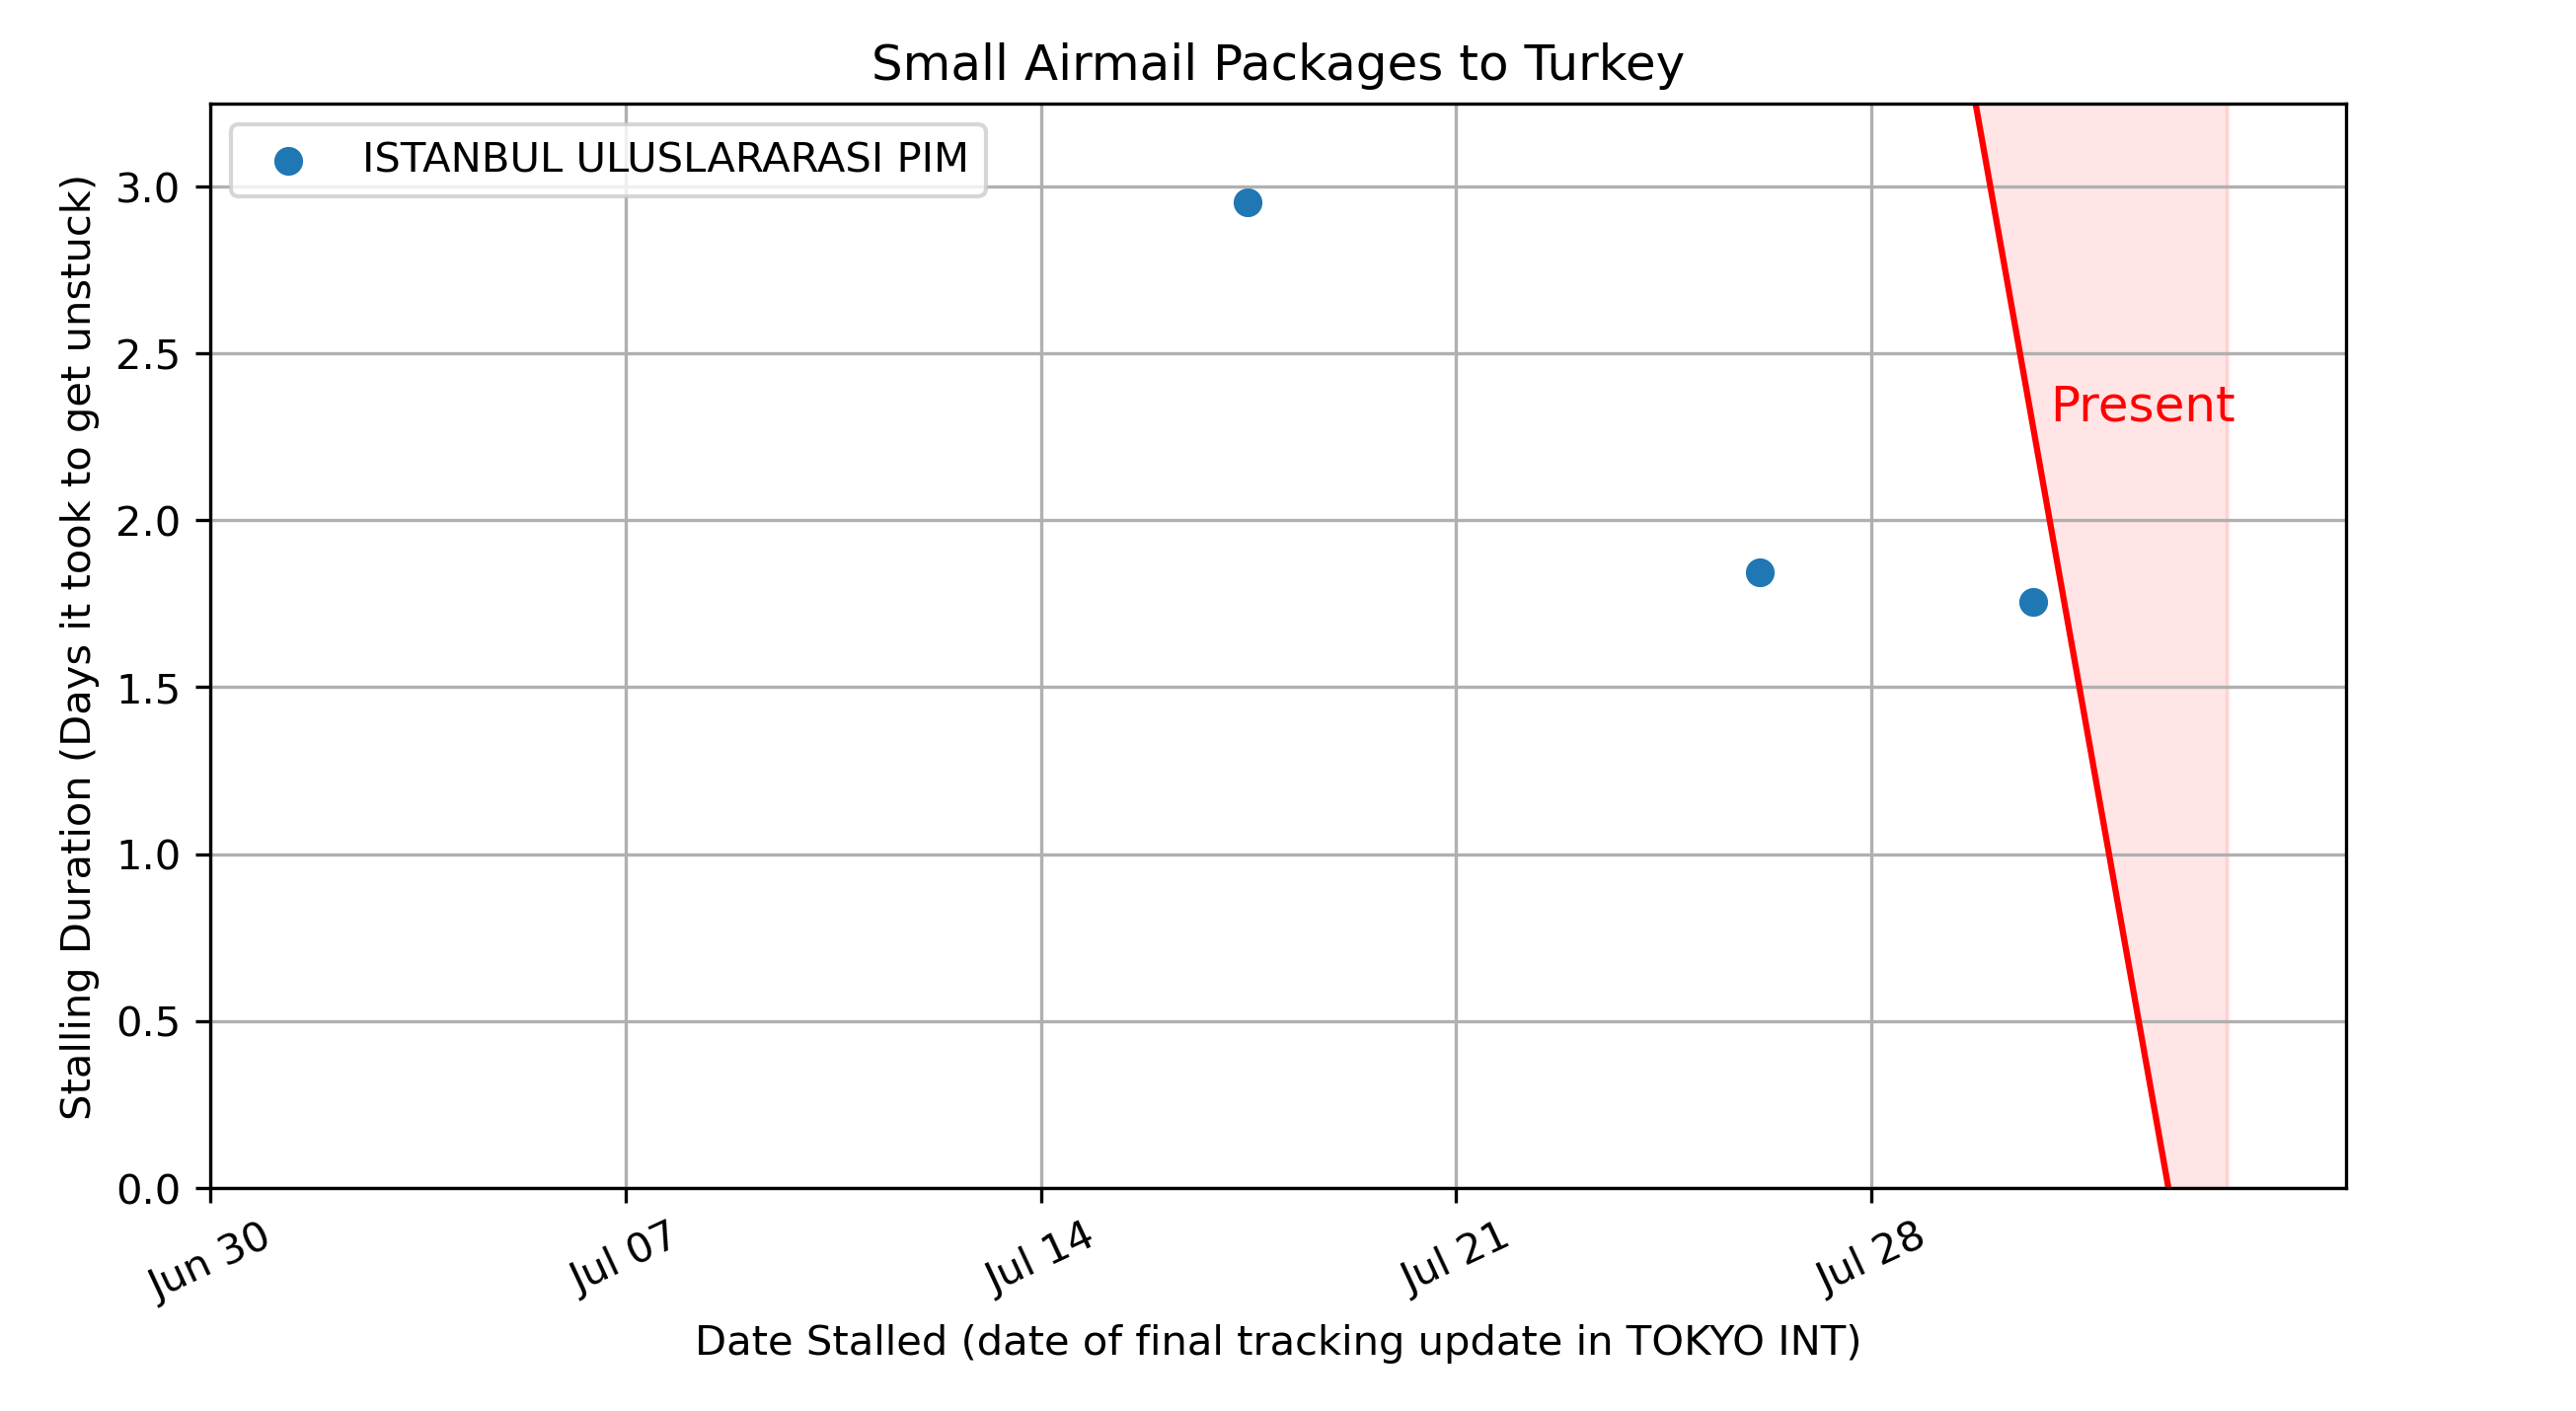 Small Airmail Packages to Turkey
ISTANBUL ULUSLARARASI PIM
Present
Stalling Duration (Days it took to get unstuck)
3.0
2.5
2.0
1.5
1.0
0.5
0.0
Jun 30
Jul 07
Jul 14
Jul 21
Jul 28
Date Stalled (date of final tracking update in TOKYO INT)